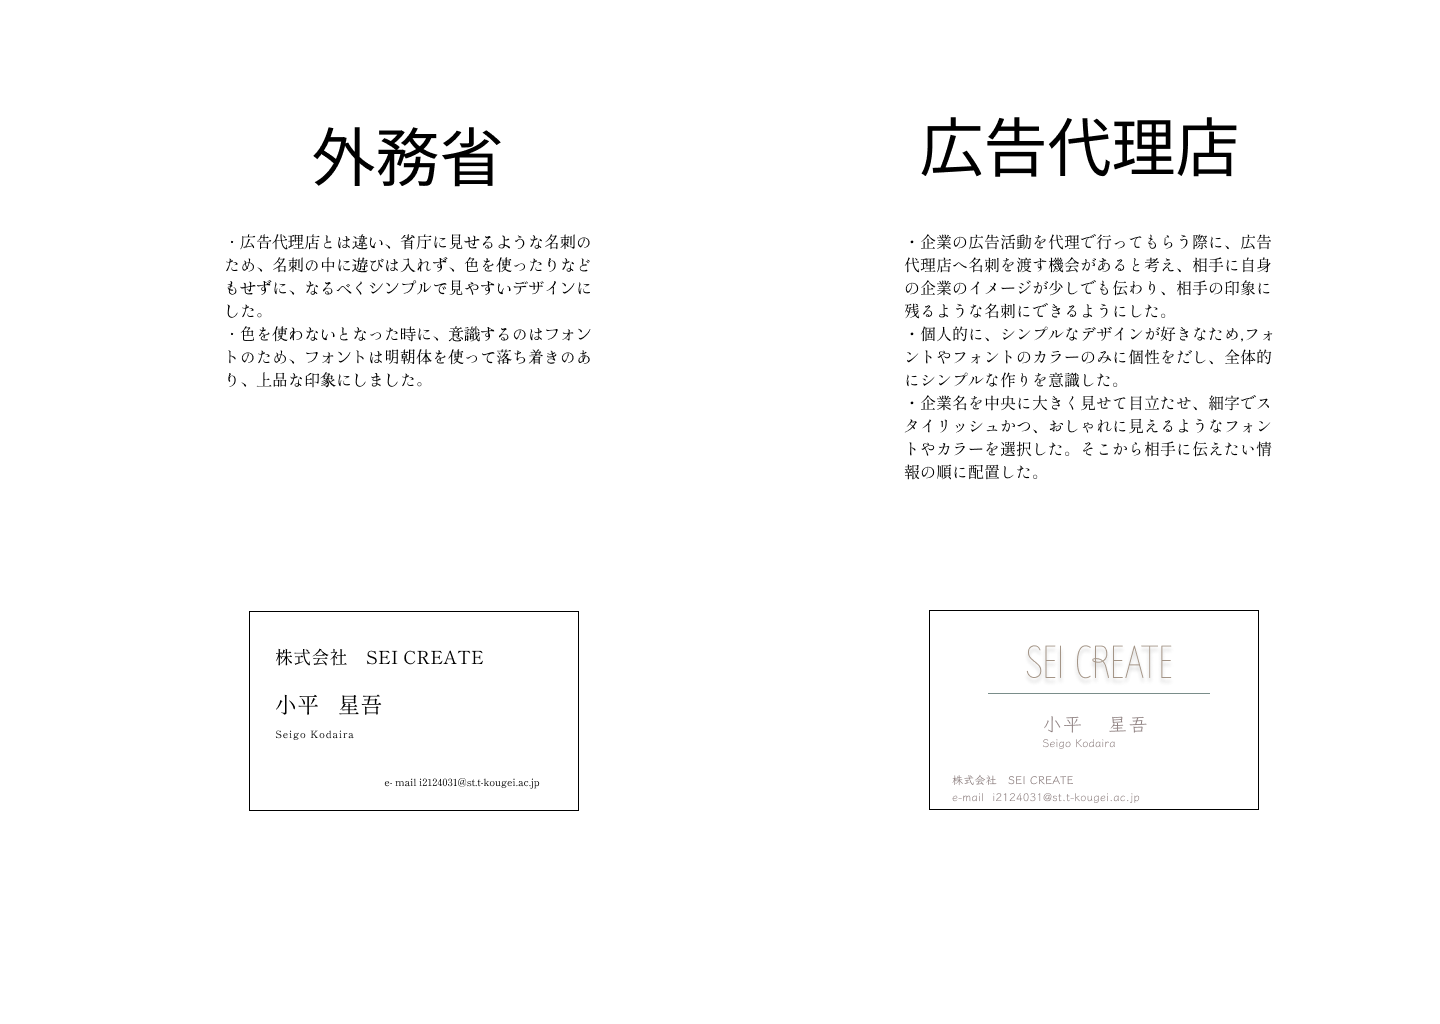 外務省
・広告代理店とは違い、省庁に見せるような名刺の
ため、名刺の中に遊びは入れず、色を使ったりなど
もせずに、なるべくシンプルで見やすいデザインに
した。
・色を使わないとなった時に、意識するのはフォン
トのため、フォントは明朝体を使って落ち着きのあ
り、上品な印象にしました。
株式会社　SEI CREATE
小平　星吾
Seigo Kodaira
e- mail i2124031@st.t-kougei.ac.jp
広告代理店
・企業の広告活動を代理で行ってもらう際に、広告
代理店へ名刺を渡す機会があると考え、相手に自身
の企業のイメージが少しでも伝わり、相手の印象に
残るような名刺にできるようにした。
・個人的に、シンプルなデザインが好きなため,フォ
ントやフォントのカラーのみに個性をだし、全体的
にシンプルな作りを意識した。
・企業名を中央に大きく見せて目立たせ、細字でス
タイリッシュかつ、おしゃれに見えるようなフォン
トやカラーを選択した。そこから相手に伝えたい情
報の順に配置した。
SEI CREATE
小平　星吾
Seigo Kodaira
株式会社　SEI CREATE
e-mail i2124031@st.t-kougei.ac.jp